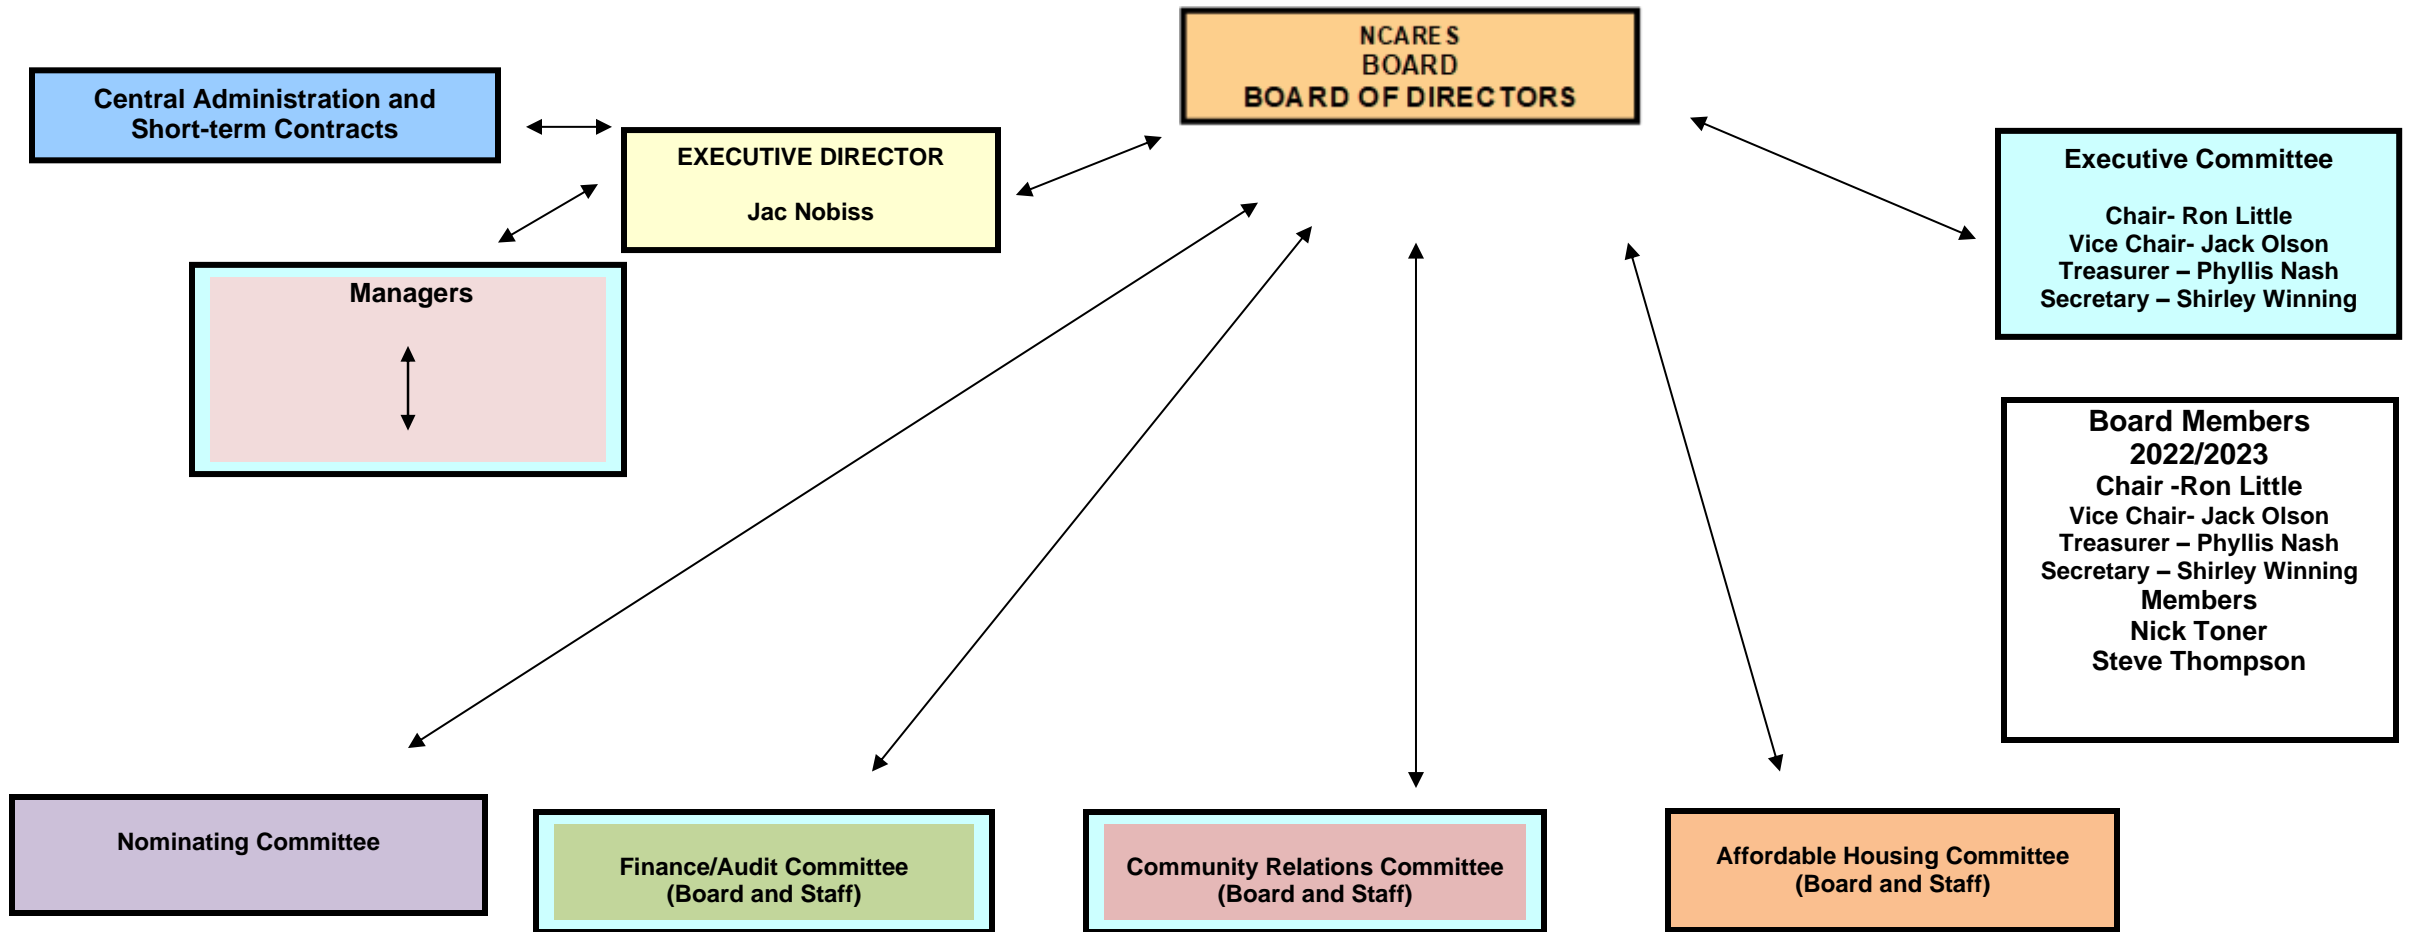 NCARES
BOARD
BOARD OF DIRECTORS
Central Administration and
Short-term Contracts
EXECUTIVE DIRECTOR
Jac Nobiss
Executive Committee
Chair- Ron Little
Vice Chair- Jack Olson
Treasurer – Phyllis Nash
Secretary – Shirley Winning
Managers
Board Members
2022/2023
Chair -Ron Little
Vice Chair- Jack Olson
Treasurer – Phyllis Nash
Secretary – Shirley Winning
Members
Nick Toner
Steve Thompson
Nominating Committee
Finance/Audit Committee
(Board and Staff)
Community Relations Committee
(Board and Staff)
Affordable Housing Committee
(Board and Staff)